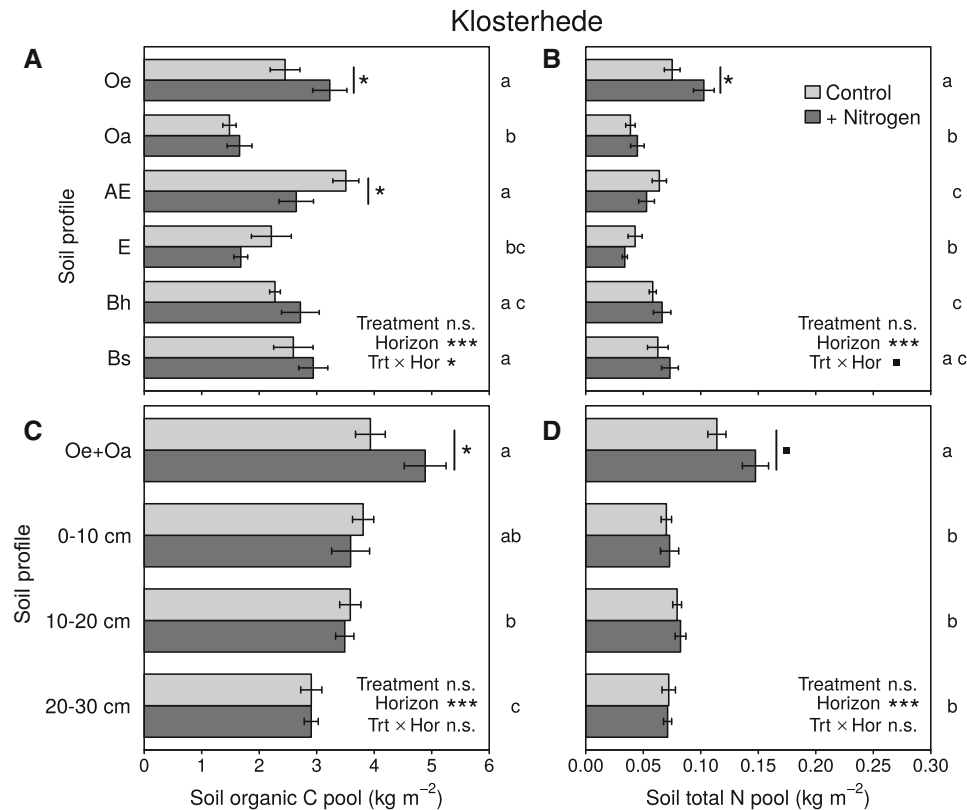 Klosterhede
A
B
Soil profile
Oe
Oa
AE
E
Bh
Bs
*
*
a
b
a
bc
a c
a
Treatment n.s.
Horizon ***
Trt × Hor *
*
Control
+ Nitrogen
a
b
c
b
c
a c
Treatment n.s.
Horizon ***
Trt × Hor ▪
C
D
Soil profile
Oe+Oa
0-10 cm
10-20 cm
20-30 cm
*
a
ab
b
c
Treatment n.s.
Horizon ***
Trt × Hor n.s.
▪
a
b
b
b
Treatment n.s.
Horizon ***
Trt × Hor n.s.
0 1 2 3 4 5 6
Soil organic C pool (kg m⁻²)
0.00 0.05 0.10 0.15 0.20 0.25 0.30
Soil total N pool (kg m⁻²)